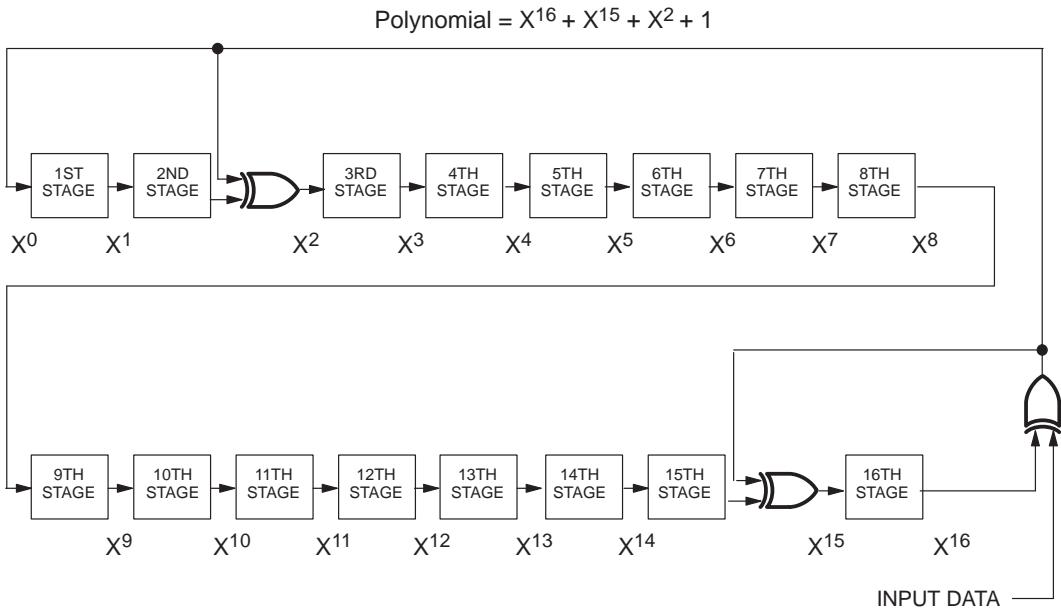 Polynomial = X16 + X15 + X2 + 1
1ST STAGE
2ND STAGE
3RD STAGE
4TH STAGE
5TH STAGE
6TH STAGE
7TH STAGE
8TH STAGE
X0 X1 X2 X3 X4 X5 X6 X7 X8
9TH STAGE
10TH STAGE
11TH STAGE
12TH STAGE
13TH STAGE
14TH STAGE
15TH STAGE
16TH STAGE
X9 X10 X11 X12 X13 X14 X15 X16
INPUT DATA